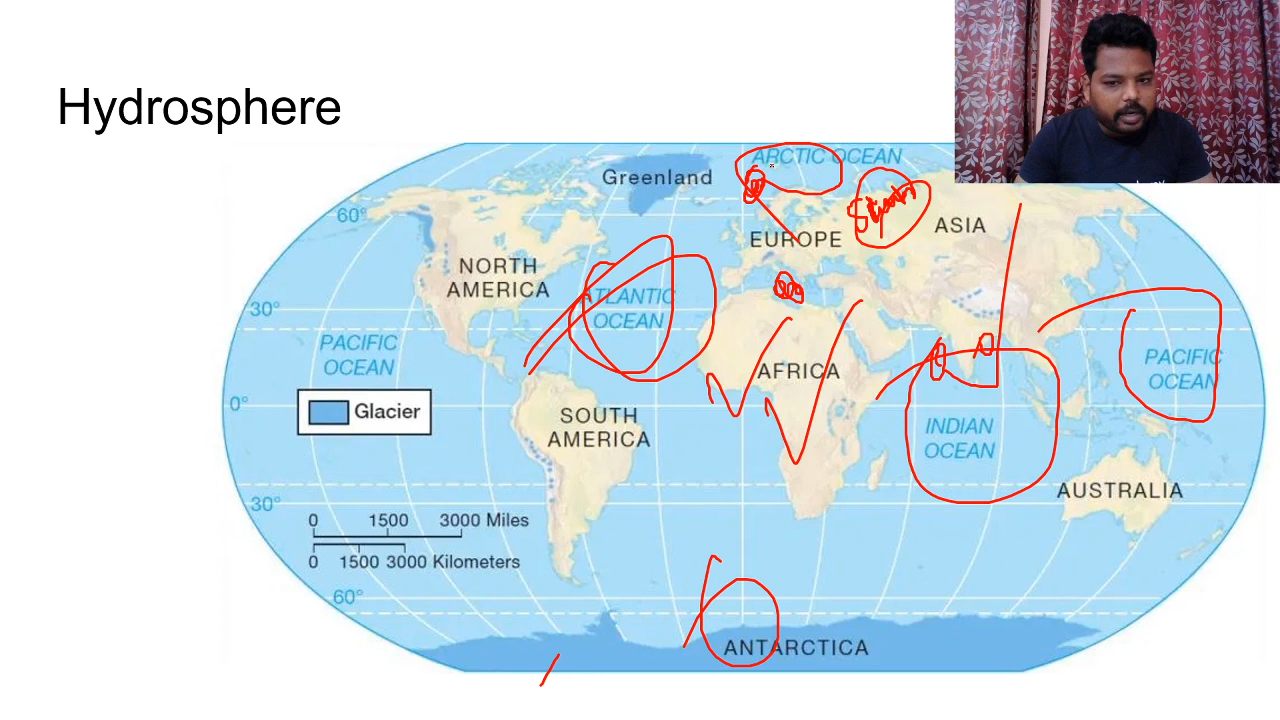 Hydrosphere
ARCTIC OCEAN
Greenland
60°
EUROPE
ASIA
NORTH
AMERICA
ATLANTIC
OCEAN
30°
PACIFIC
OCEAN
PACIFIC
OCEAN
AFRICA
Glacier
0°
SOUTH
AMERICA
INDIAN
OCEAN
AUSTRALIA
30°
0 1500 3000 Miles
0 1500 3000 Kilometers
60°
ANTARCTICA